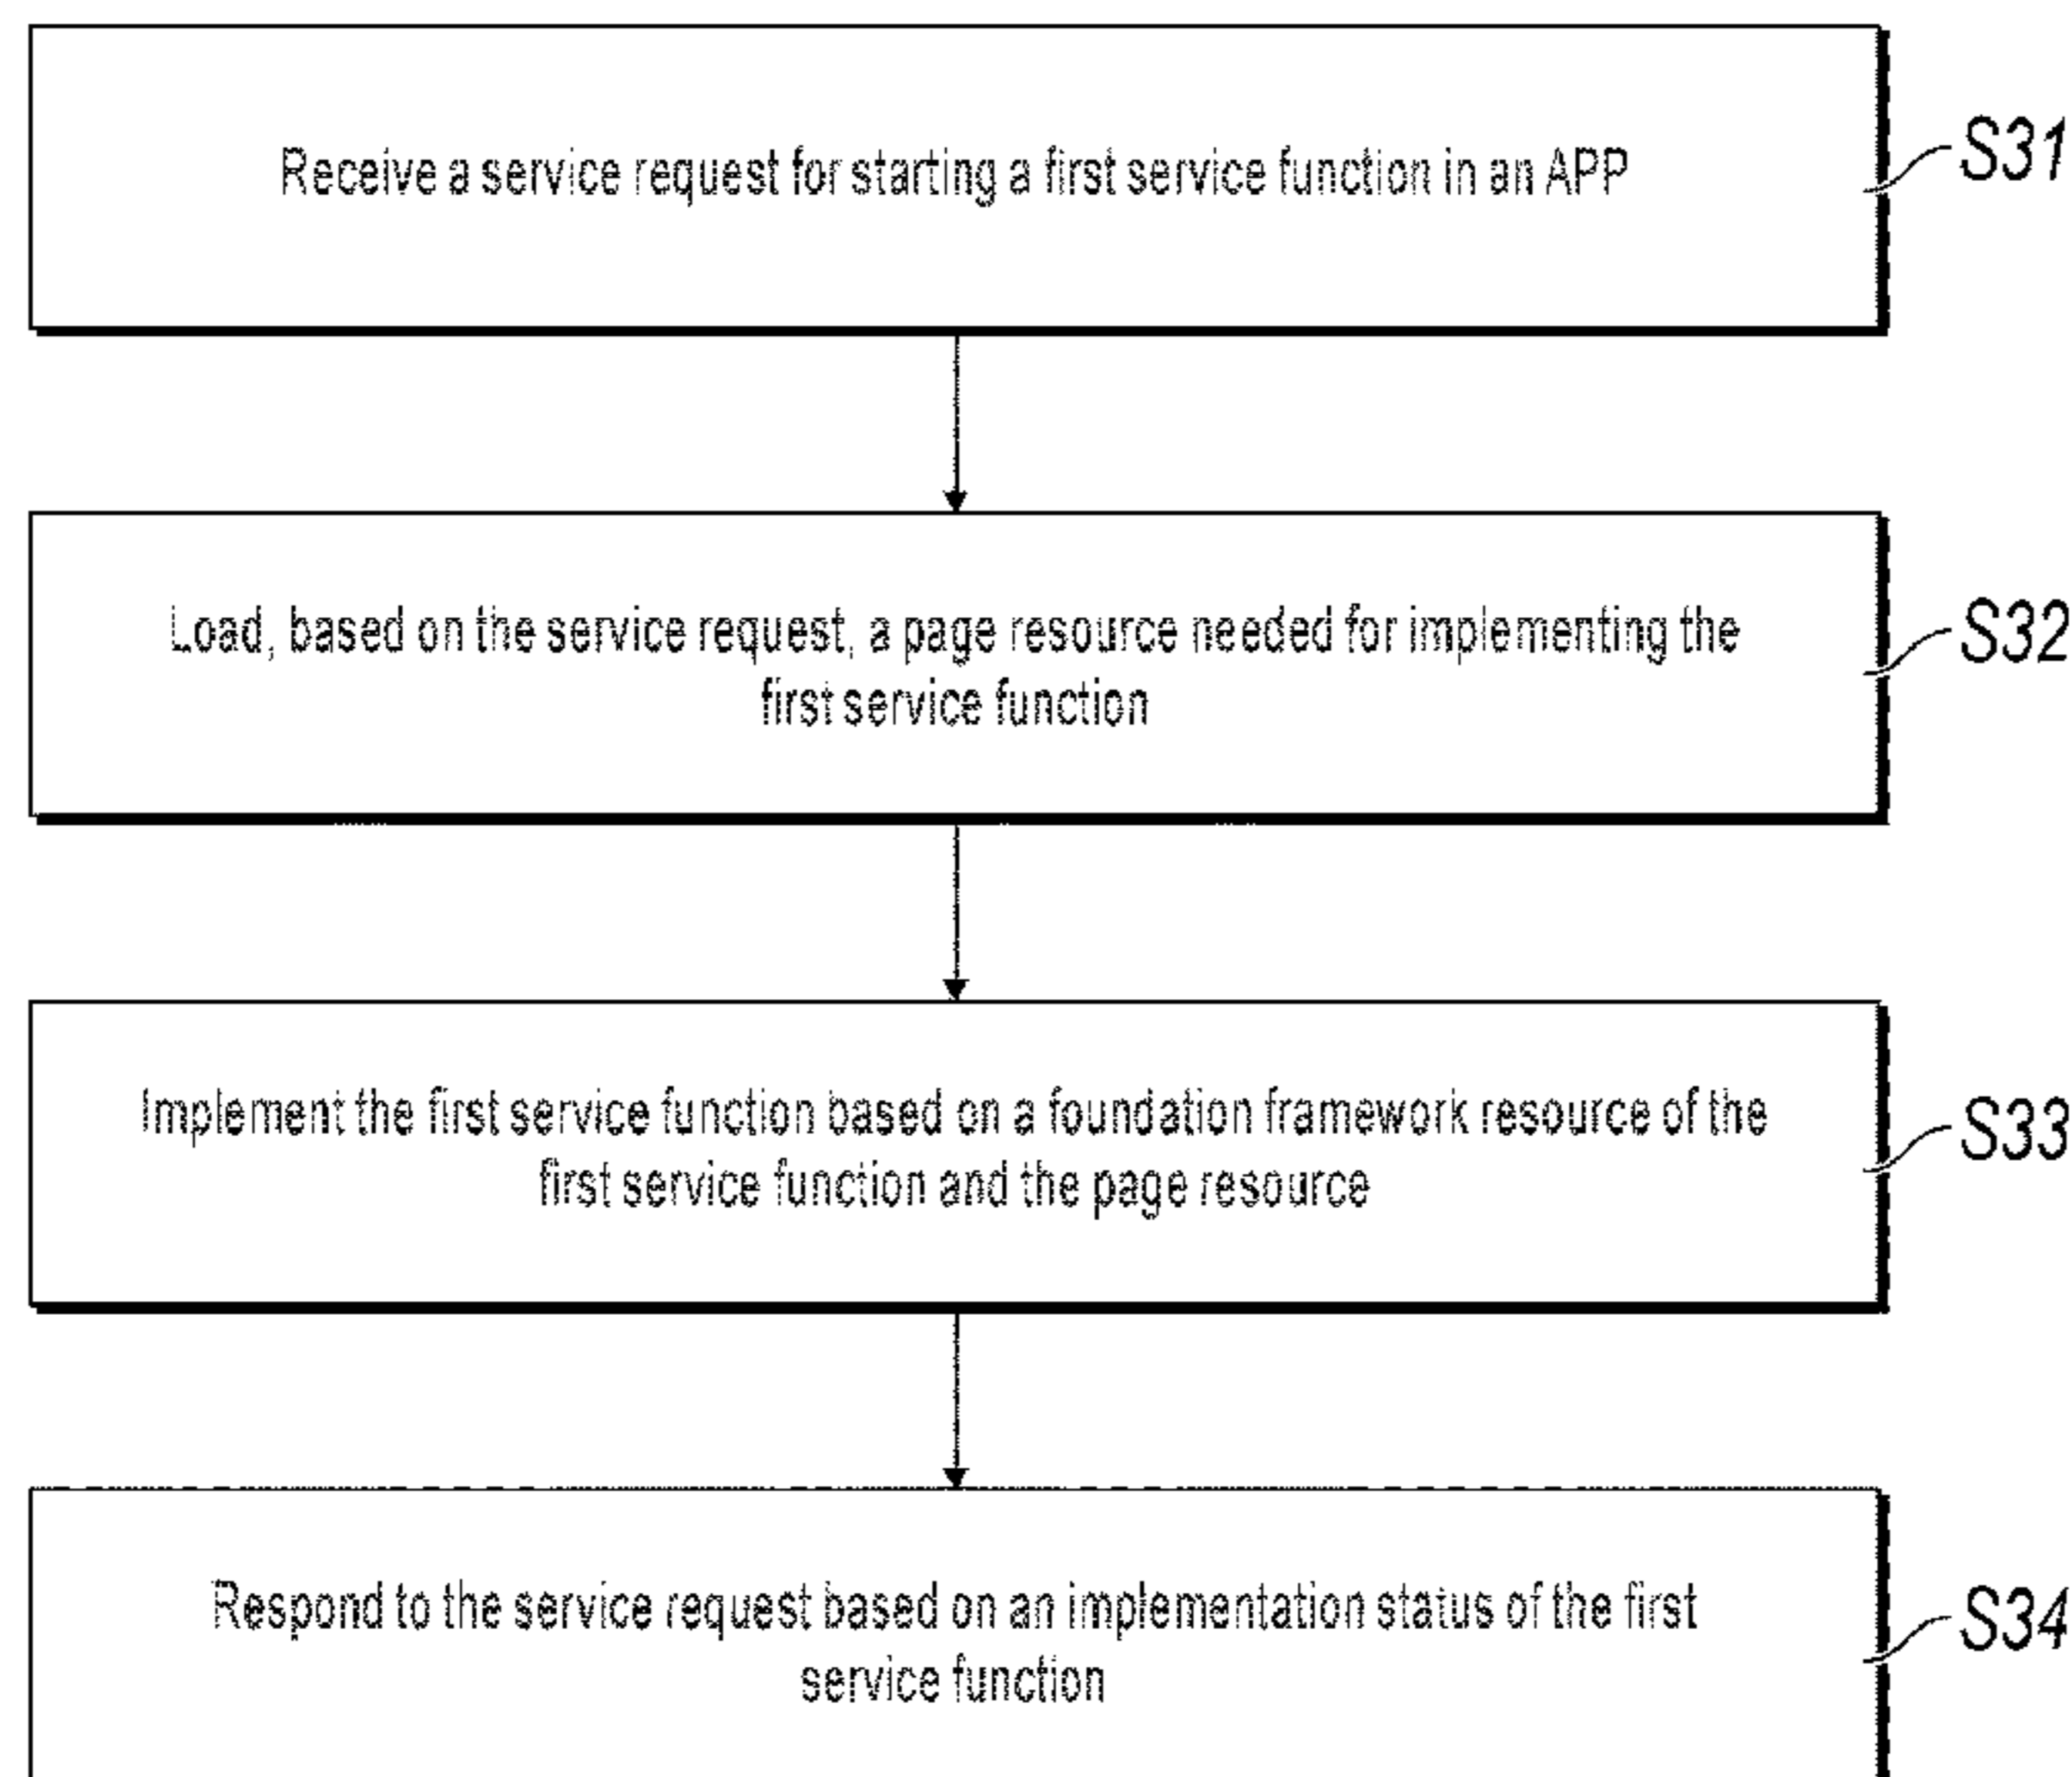 Receive a service request for starting a first service function in an APP
S31
Load, based on the service request, a page resource needed for implementing the
first service function
S32
Implement the first service function based on a foundation framework resource of the
first service function and the page resource
S33
Respond to the service request based on an implementation status of the first
service function
S34